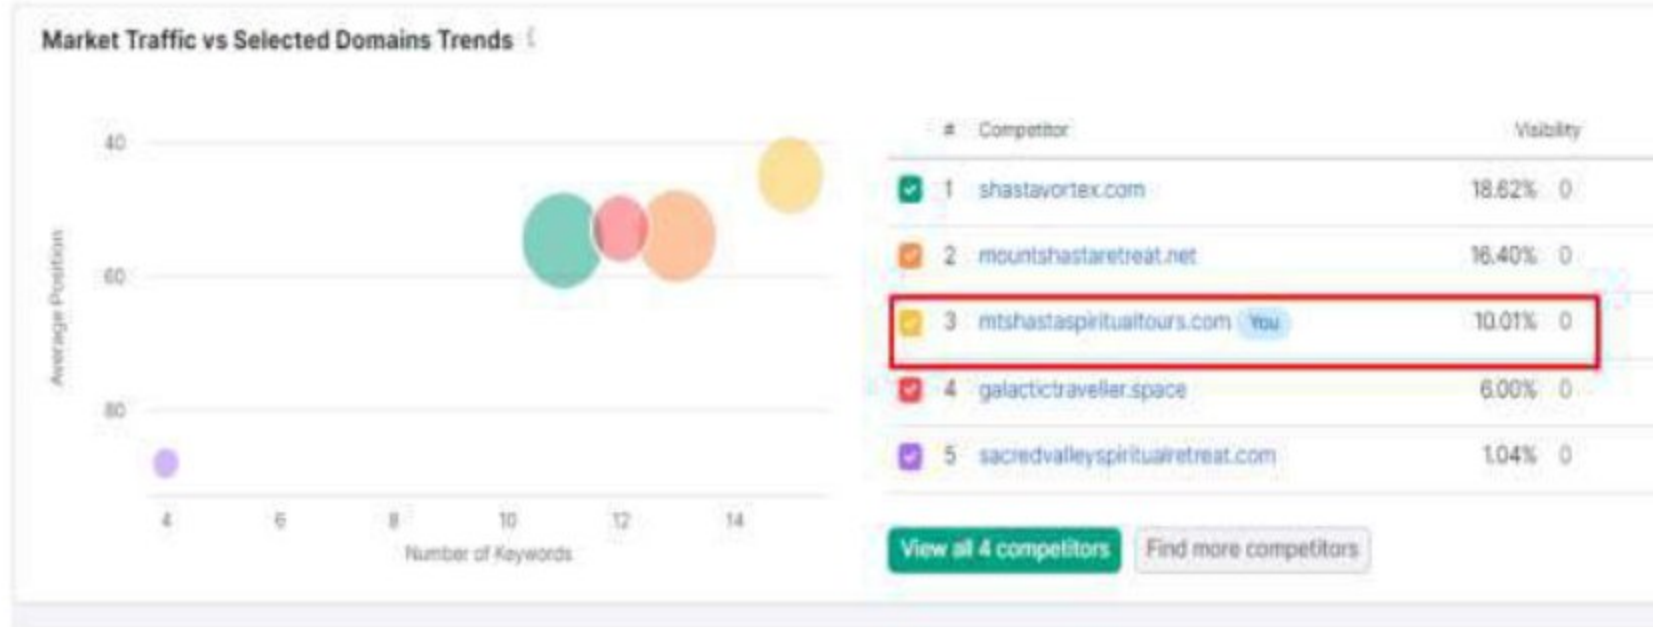 Market Traffic vs Selected Domains Trends
40
60
80
Average Position
4 6 8 10 12 14
Number of Keywords
# Competitor Visibility
1 shastavortex.com 18.62% 0
2 mountshastaretreat.net 16.40% 0
3 mtshastaspiritualtours.com You 10.01% 0
4 galactictraveller.space 6.00% 0
5 sacredvalleyspiritualretreat.com 1.04% 0
View all 4 competitors Find more competitors